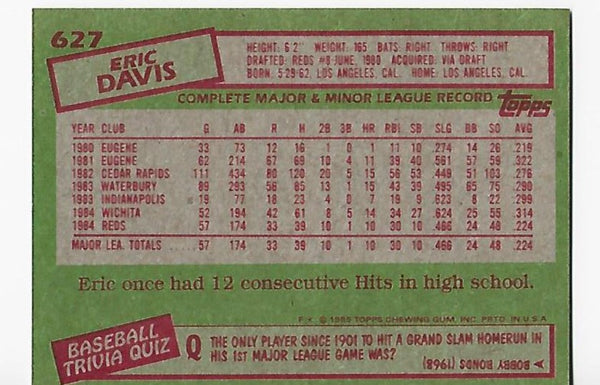 627
ERIC
DAVIS
HEIGHT: 6'2" WEIGHT: 165 BATS: RIGHT THROWS: RIGHT
DRAFTED: REDS #8-JUNE, 1980 ACQUIRED: VIA DRAFT
BORN: 5-29-62, LOS ANGELES, CAL. HOME: LOS ANGELES, CAL.
COMPLETE MAJOR & MINOR LEAGUE RECORD topps
YEAR CLUB G AB R H 2B 3B HR RBI SB SLG BB SO AVG
1980 EUGENE 33 73 12 16 1 0 1 11 10 .274 14 26 .219
1981 EUGENE 62 214 67 69 10 4 11 39 40 .561 57 59 .322
1982 CEDAR RAPIDS 111 434 80 120 20 5 15 56 53 .449 51 103 .276
1983 WATERBURY 89 293 56 85 13 1 15 43 39 .495 65 75 .290
1983 INDIANAPOLIS 19 77 18 23 4 0 7 19 9 .623 8 22 .299
1984 WICHITA 52 194 42 61 8 5 14 34 27 .624 25 55 .314
1984 REDS 57 174 33 39 10 1 10 30 10 .466 24 48 .224
MAJOR LEA. TOTALS 57 174 33 39 10 1 10 30 10 .466 24 48 .224
Eric once had 12 consecutive Hits in high school.
© 1985 TOPPS CHEWING GUM, INC. PRTD. IN U.S.A.
BASEBALL
TRIVIA QUIZ
Q THE ONLY PLAYER SINCE 1901 TO HIT A GRAND SLAM HOMERUN IN
HIS 1ST MAJOR LEAGUE GAME WAS?
A BOBBY BONDS (1968)